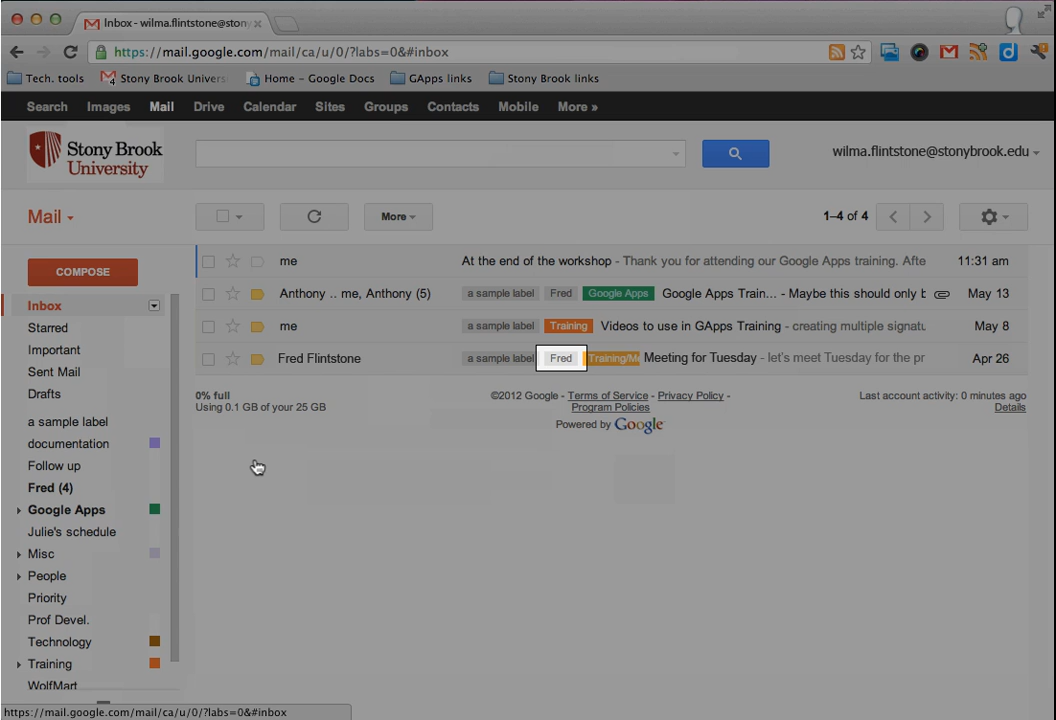 Inbox - wilma.flintstone@stony
https://mail.google.com/mail/ca/u/0/?labs=0&#inbox
Tech. tools 4 Stony Brook Univers Home – Google Docs GApps links Stony Brook links
Search Images Mail Drive Calendar Sites Groups Contacts Mobile More »
Stony Brook
University
wilma.flintstone@stonybrook.edu
Mail
More
1–4 of 4
COMPOSE
Inbox
Starred
Important
Sent Mail
Drafts
a sample label
documentation
Follow up
Fred (4)
Google Apps
Julie's schedule
Misc
People
Priority
Prof Devel.
Technology
Training
WolfMart
me At the end of the workshop - Thank you for attending our Google Apps training. Afte 11:31 am
Anthony .. me, Anthony (5) a sample label Fred Google Apps Google Apps Train... - Maybe this should only b May 13
me a sample label Training Videos to use in GApps Training - creating multiple signatu May 8
Fred Flintstone a sample label Fred Training/Me Meeting for Tuesday - let's meet Tuesday for the pr Apr 26
0% full
Using 0.1 GB of your 25 GB
©2012 Google - Terms of Service - Privacy Policy -
Program Policies
Powered by Google
Last account activity: 0 minutes ago
Details
https://mail.google.com/mail/ca/u/0/?labs=0&#inbox